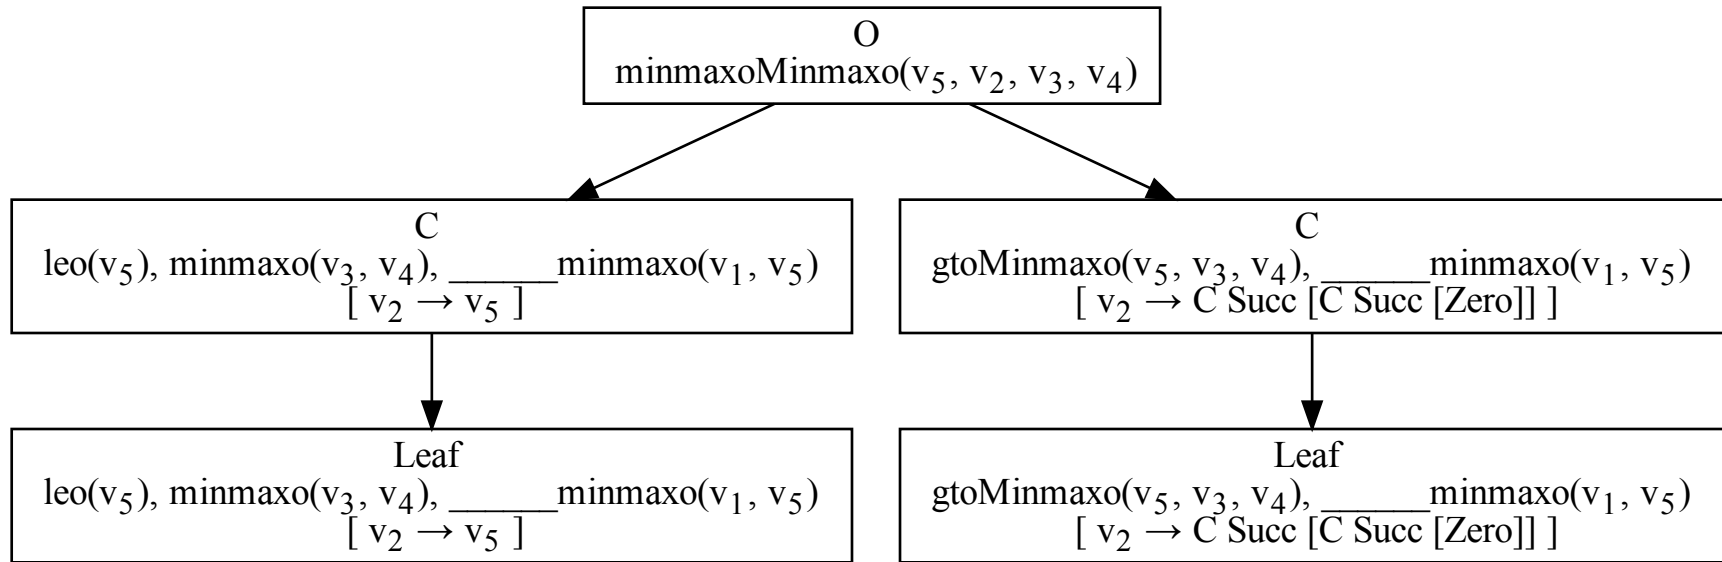 O
minmaxoMinmaxo(v₅, v₂, v₃, v₄)
C
leo(v₅), minmaxo(v₃, v₄), ______minmaxo(v₁, v₅)
[ v₂ → v₅ ]
C
gtoMinmaxo(v₅, v₃, v₄), ______minmaxo(v₁, v₅)
[ v₂ → C Succ [C Succ [Zero]] ]
Leaf
leo(v₅), minmaxo(v₃, v₄), ______minmaxo(v₁, v₅)
[ v₂ → v₅ ]
Leaf
gtoMinmaxo(v₅, v₃, v₄), ______minmaxo(v₁, v₅)
[ v₂ → C Succ [C Succ [Zero]] ]